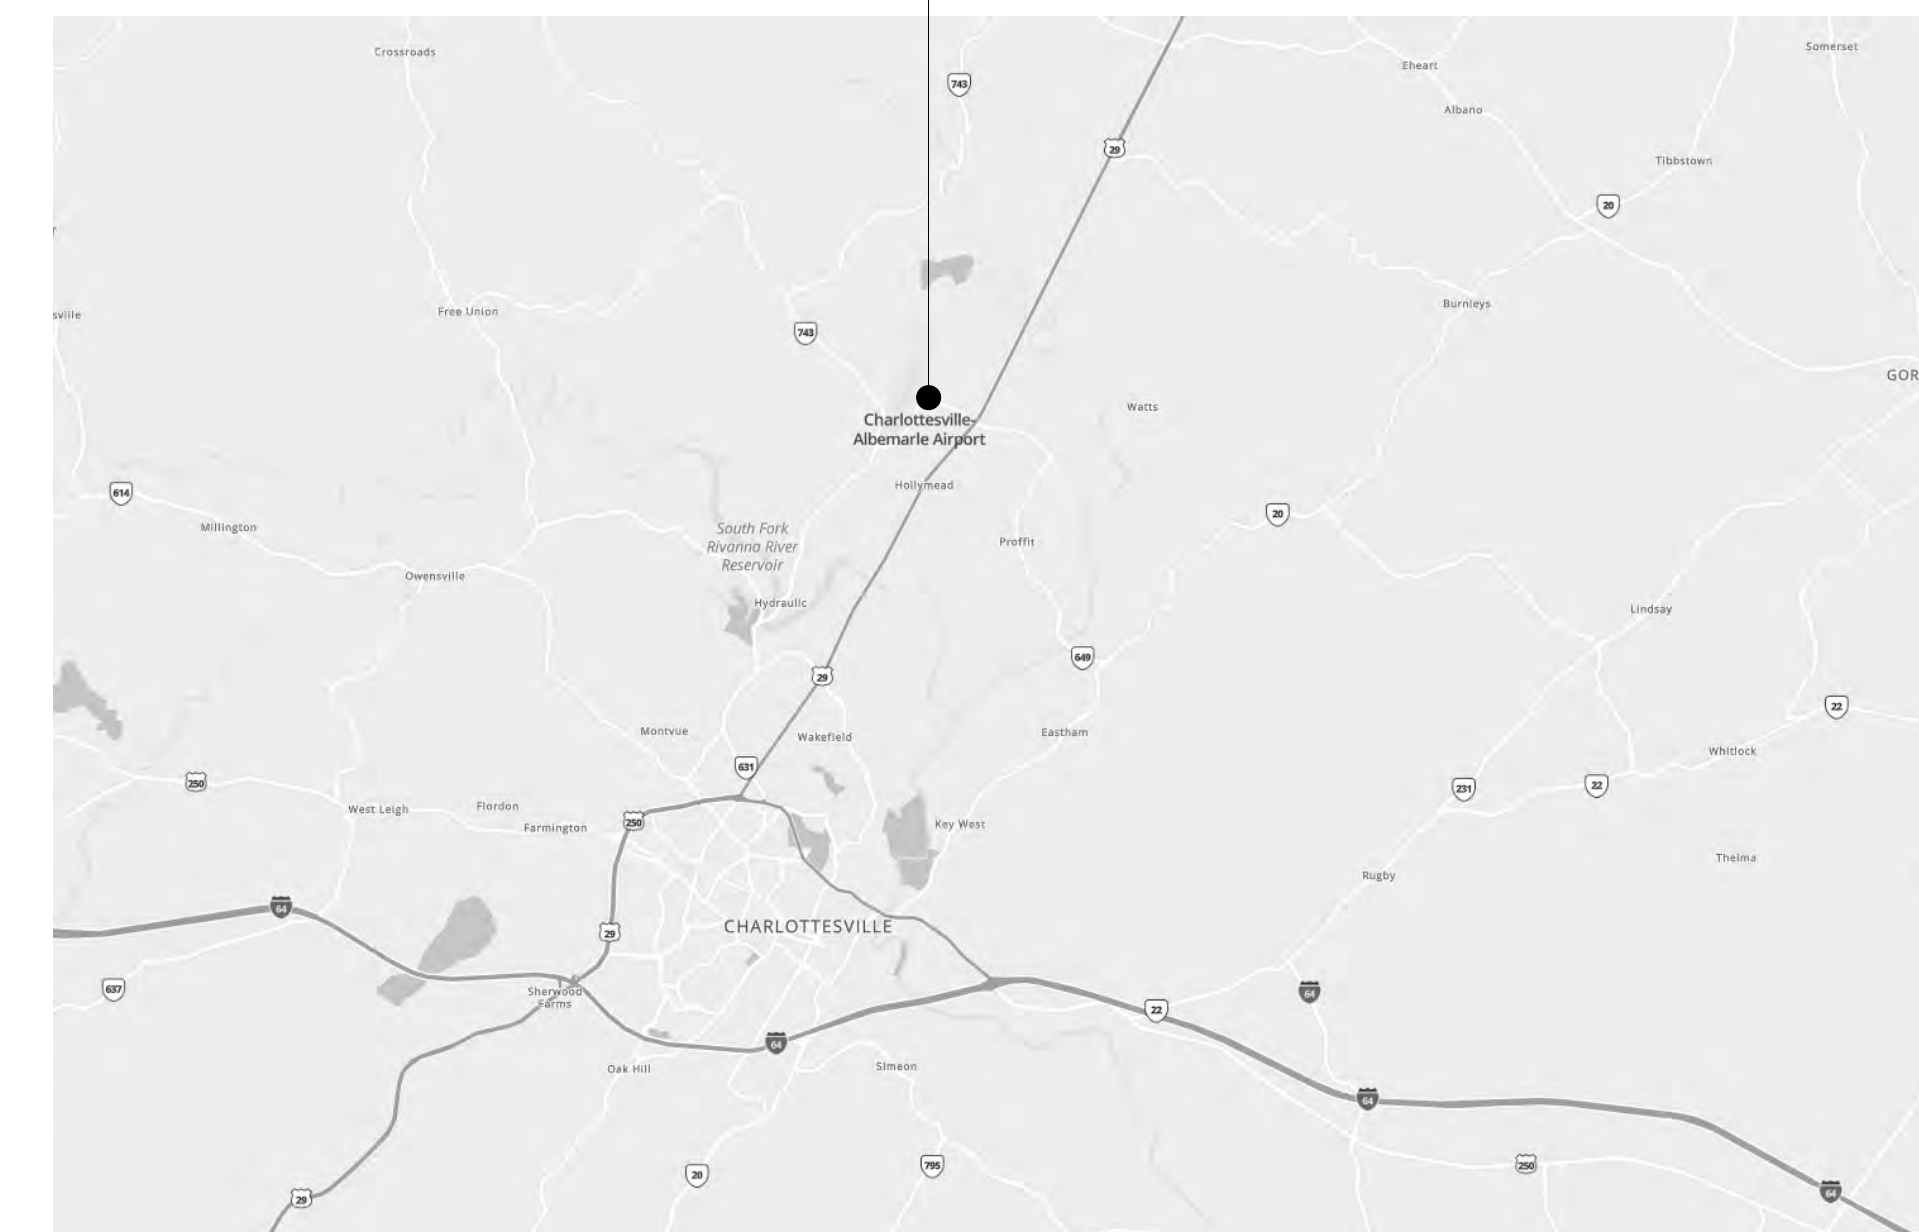 Crossroads
Somerset
Eheart
743
Albano
29
Tibbstown
20
Burnleys
Free Union
sville
743
GOR
Watts
Charlottesville-
Albemarle Airport
Hollymead
614
20
Millington
South Fork
Rivanna River
Reservoir
Proffit
Owensville
Hydraulic
Lindsay
649
29
22
Montvue
Wakefield
Eastham
Whitlock
631
250
22
231
West Leigh
Flordon
250
Farmington
Key West
Thelma
Rugby
64
CHARLOTTESVILLE
29
637
Sherwood
Farms
64
22
64
Oak Hill
Simeon
64
795
250
20
64
29